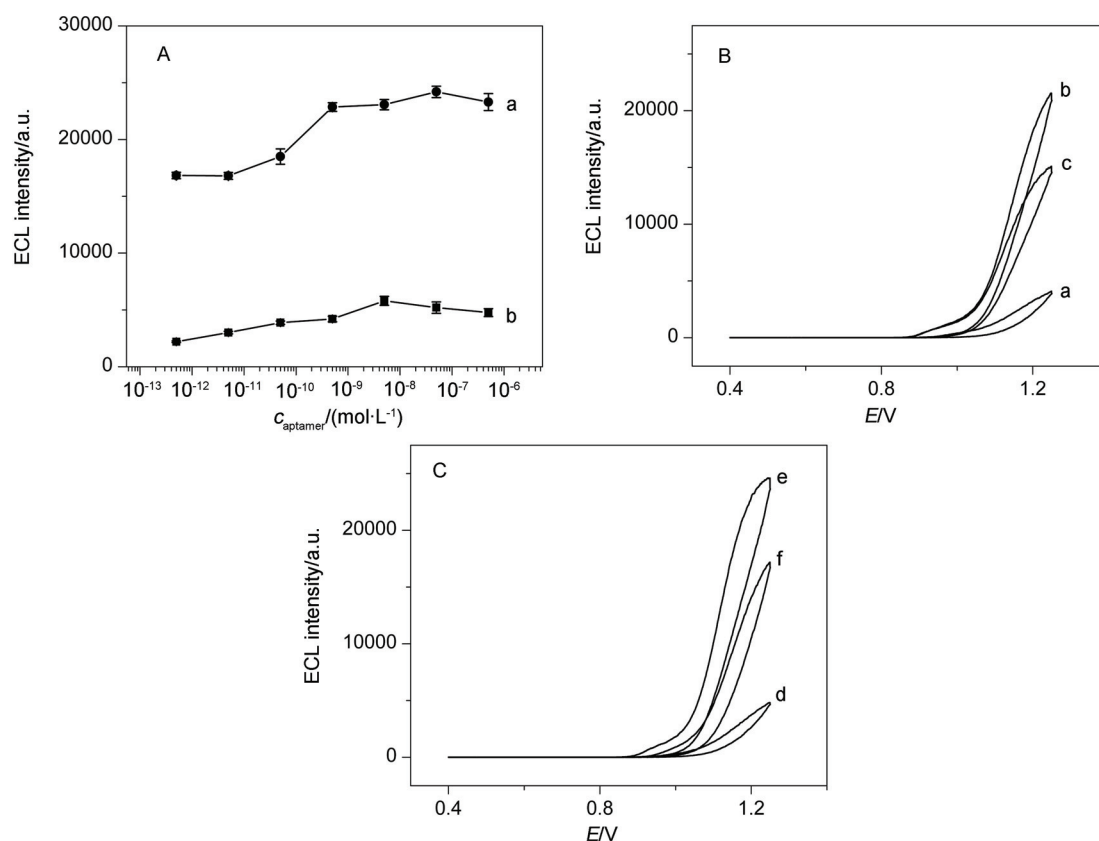 A
30000
20000
10000
0
ECL intensity/a.u.
a
b
10⁻¹³ 10⁻¹² 10⁻¹¹ 10⁻¹⁰ 10⁻⁹ 10⁻⁸ 10⁻⁷ 10⁻⁶
c_aptamer/(mol·L⁻¹)
B
20000
10000
0
ECL intensity/a.u.
b
c
a
0.4 0.8 1.2
E/V
C
20000
10000
0
ECL intensity/a.u.
e
f
d
0.4 0.8 1.2
E/V